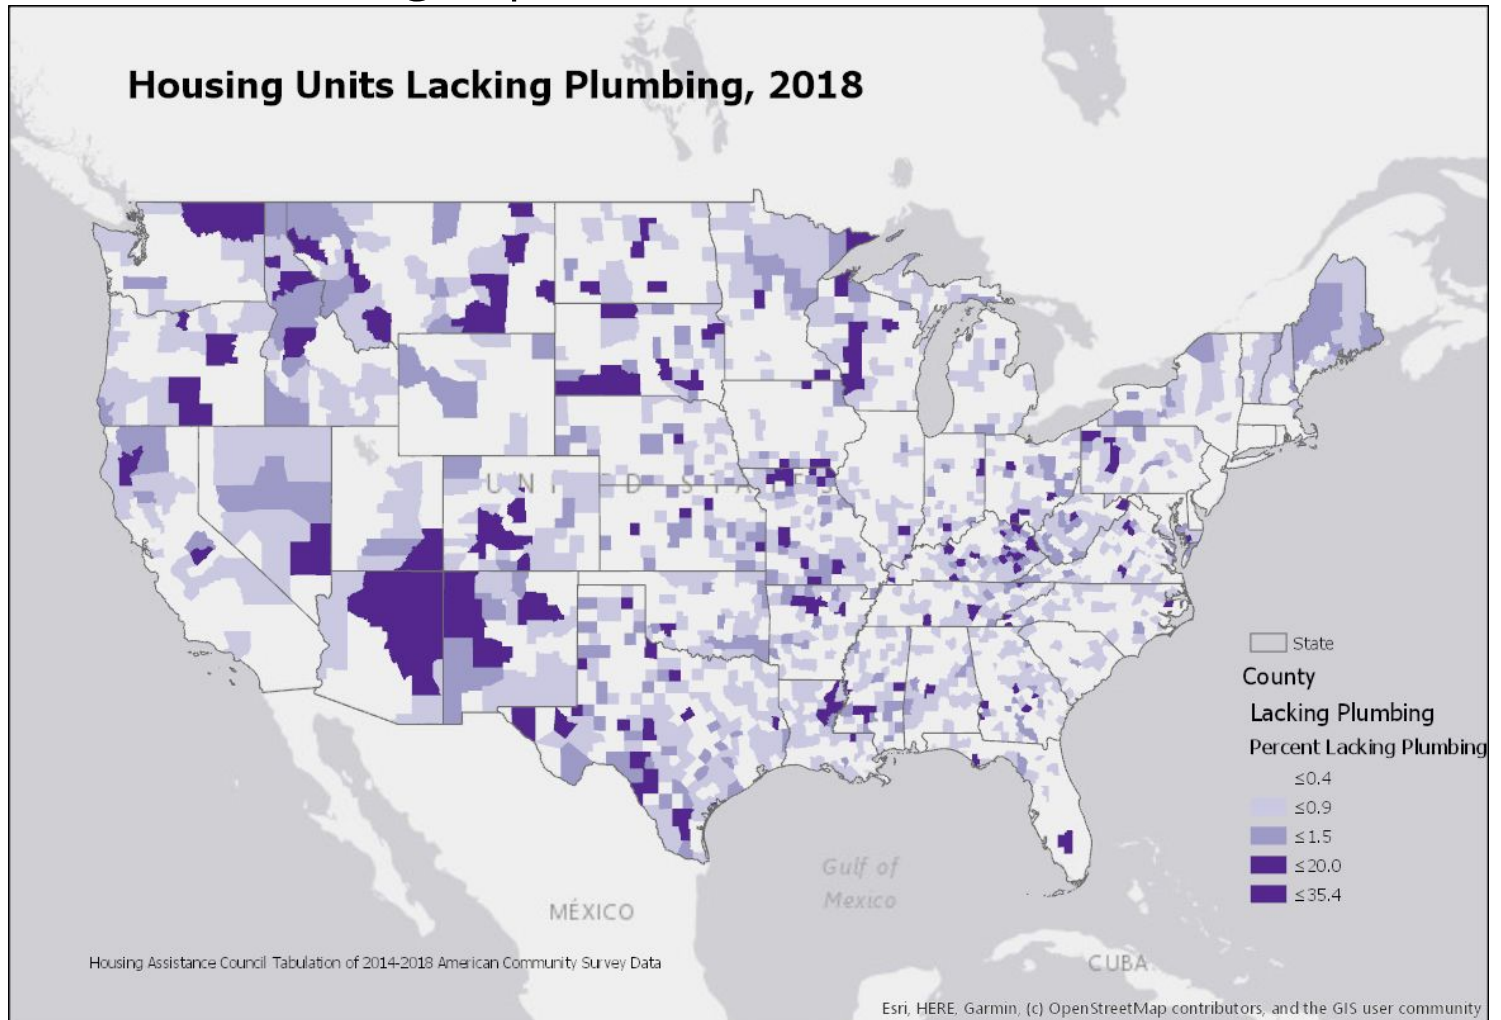 Housing Units Lacking Plumbing, 2018
UNITED STATES
State
County
Lacking Plumbing
Percent Lacking Plumbing
≤0.4
≤0.9
≤1.5
≤20.0
≤35.4
Gulf of
Mexico
MÉXICO
CUBA
Housing Assistance Council Tabulation of 2014-2018 American Community Survey Data
Esri, HERE, Garmin, (c) OpenStreetMap contributors, and the GIS user community